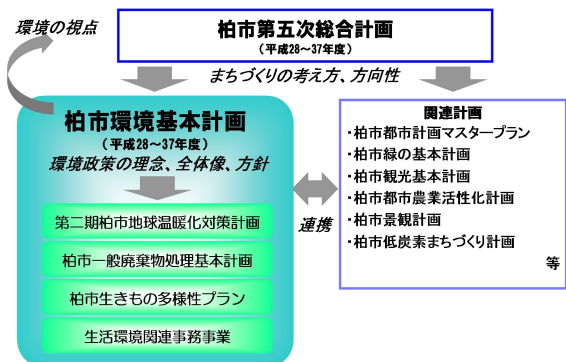 環境の視点
柏市第五次総合計画
(平成28～37年度)
まちづくりの考え方、方向性
柏市環境基本計画
(平成28～37年度)
環境政策の理念、全体像、方針
第二期柏市地球温暖化対策計画
柏市一般廃棄物処理基本計画
柏市生きもの多様性プラン
生活環境関連事務事業
連携
関連計画
・柏市都市計画マスタープラン
・柏市緑の基本計画
・柏市観光基本計画
・柏市都市農業活性化計画
・柏市景観計画
・柏市低炭素まちづくり計画
等